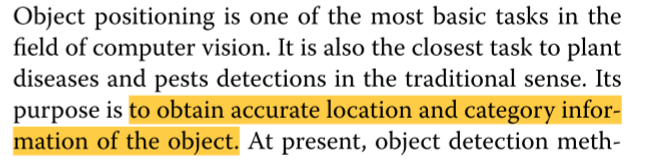 Object positioning is one of the most basic tasks in the
field of computer vision. It is also the closest task to plant
diseases and pests detections in the traditional sense. Its
purpose is to obtain accurate location and category infor-
mation of the object. At present, object detection meth-